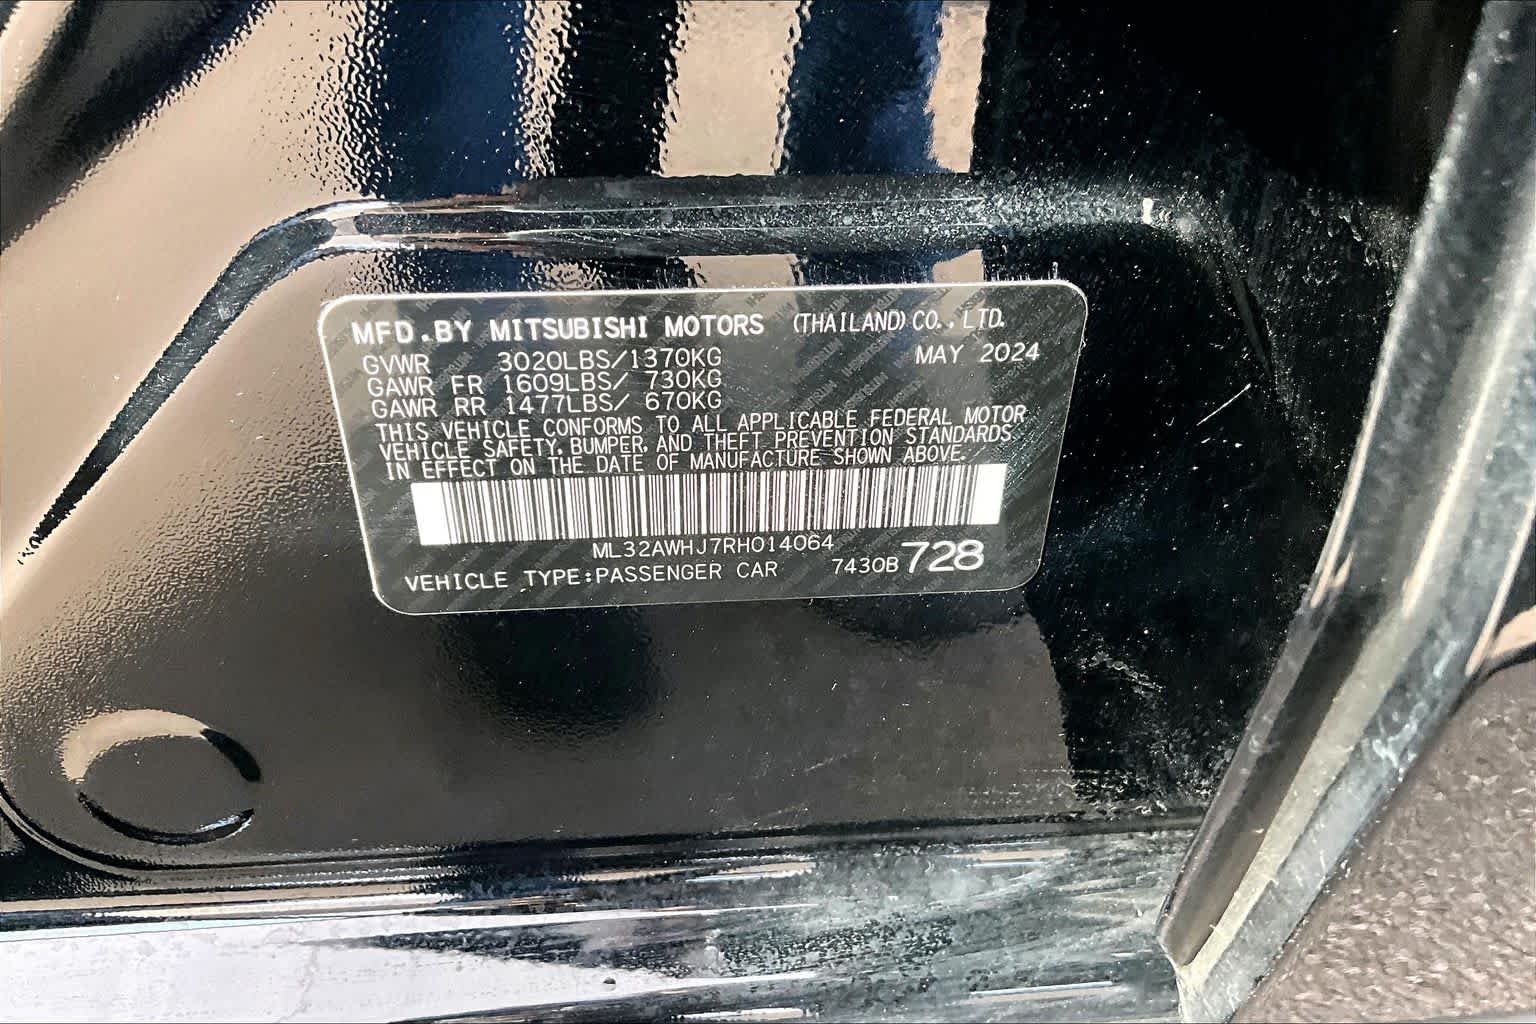 MFD.BY MITSUBISHI MOTORS (THAILAND) CO., LTD.
GVWR 3020LBS/1370KG MAY 2024
GAWR FR 1609LBS/ 730KG
GAWR RR 1477LBS/ 670KG
THIS VEHICLE CONFORMS TO ALL APPLICABLE FEDERAL MOTOR
VEHICLE SAFETY, BUMPER, AND THEFT PREVENTION STANDARDS
IN EFFECT ON THE DATE OF MANUFACTURE SHOWN ABOVE.
ML32AWHJ7RH014064
VEHICLE TYPE:PASSENGER CAR 7430B 728